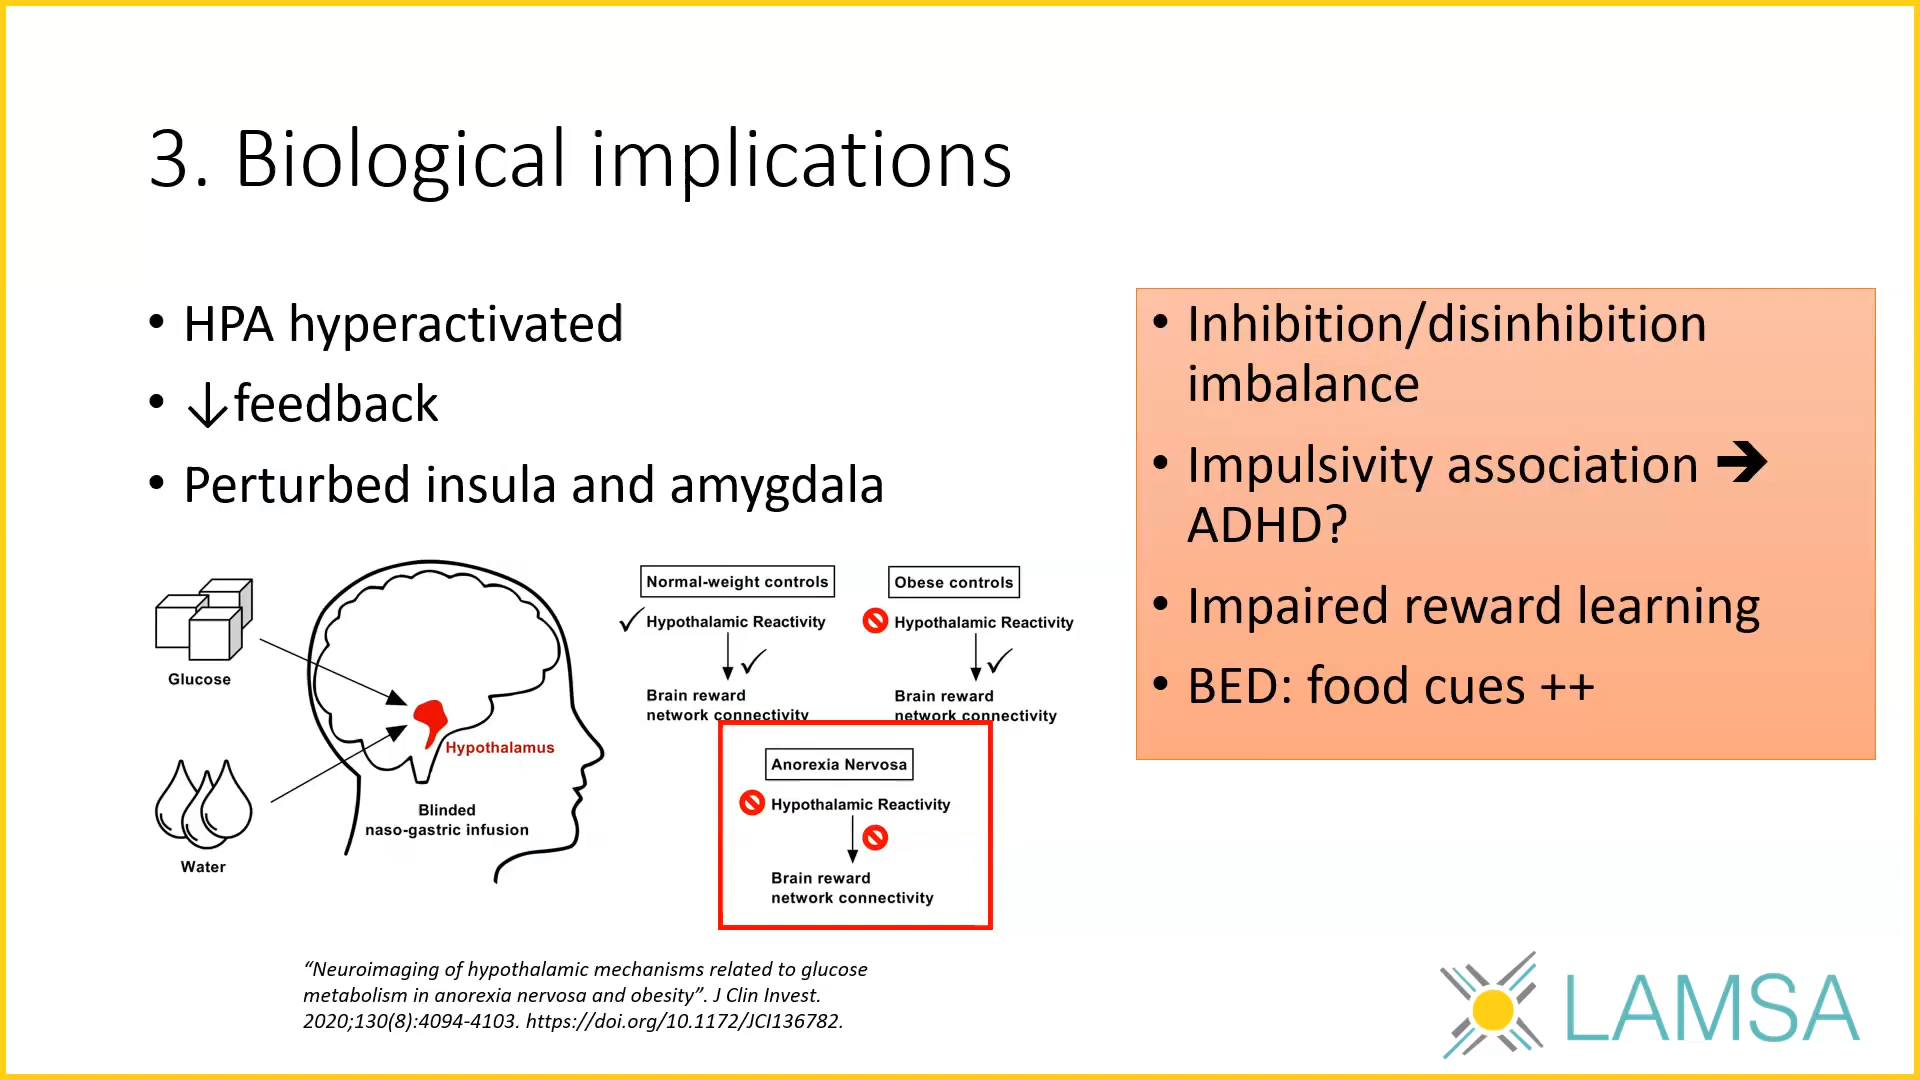 3. Biological implications
• HPA hyperactivated
• ↓feedback
• Perturbed insula and amygdala
Glucose
Water
Hypothalamus
Blinded
naso-gastric infusion
Normal-weight controls
Hypothalamic Reactivity
Brain reward
network connectivity
Obese controls
Hypothalamic Reactivity
Brain reward
network connectivity
Anorexia Nervosa
Hypothalamic Reactivity
Brain reward
network connectivity
“Neuroimaging of hypothalamic mechanisms related to glucose
metabolism in anorexia nervosa and obesity”. J Clin Invest.
2020;130(8):4094-4103. https://doi.org/10.1172/JCI136782.
• Inhibition/disinhibition
imbalance
• Impulsivity association ➔
ADHD?
• Impaired reward learning
• BED: food cues ++
LAMSA